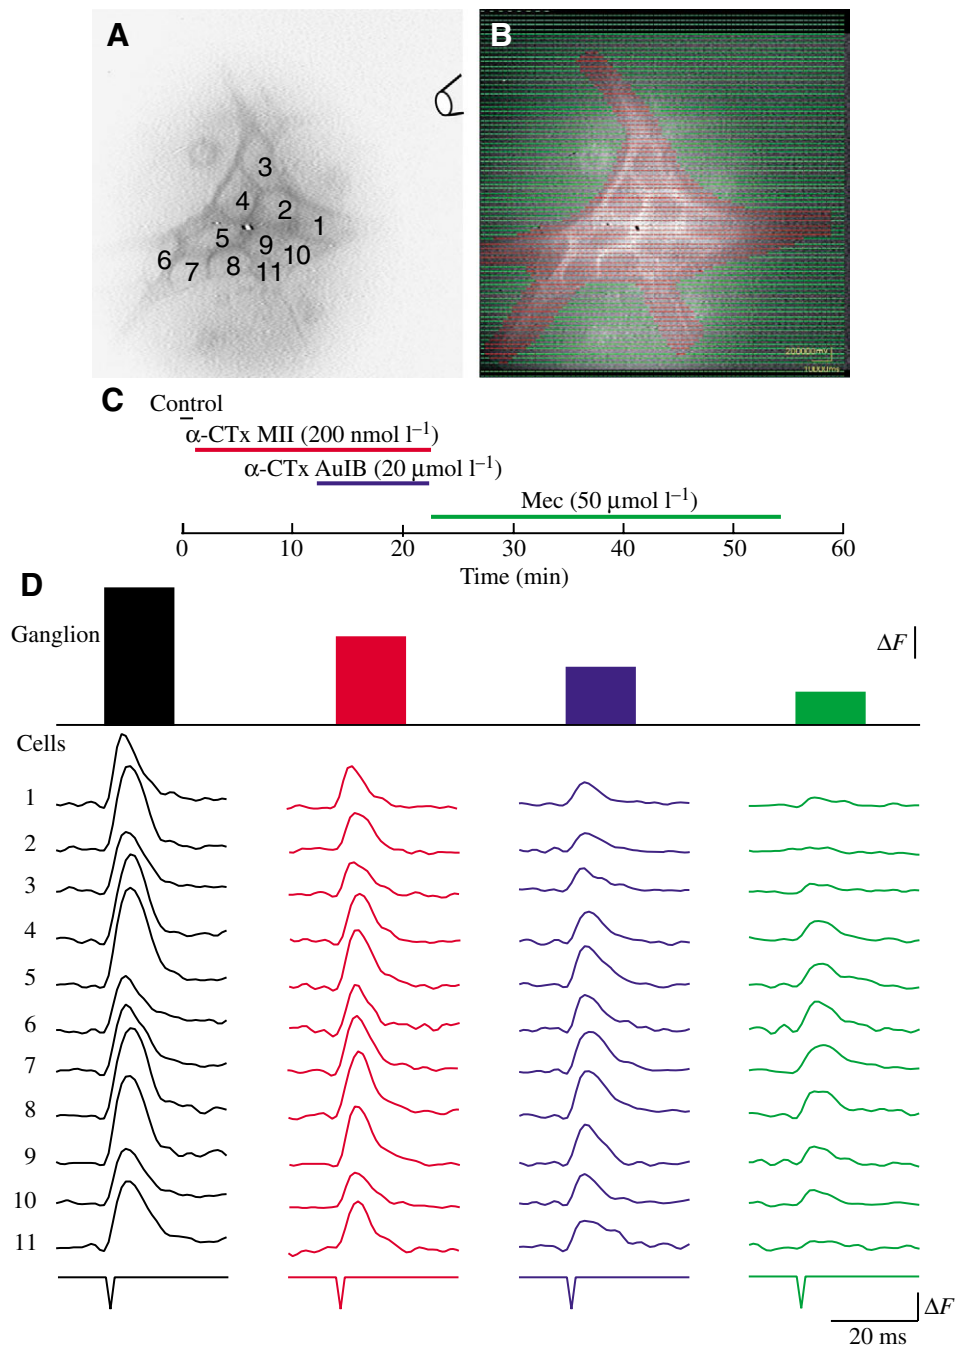 A
B
3
4
2
1
5
9
10
6
7
8
11
200000mV
10000ms
C
Control
α-CTx MII (200 nmol l⁻¹)
α-CTx AuIB (20 μmol l⁻¹)
Mec (50 μmol l⁻¹)
0 10 20 30 40 50 60
Time (min)
D
Ganglion
ΔF
Cells
1
2
3
4
5
6
7
8
9
10
11
ΔF
20 ms